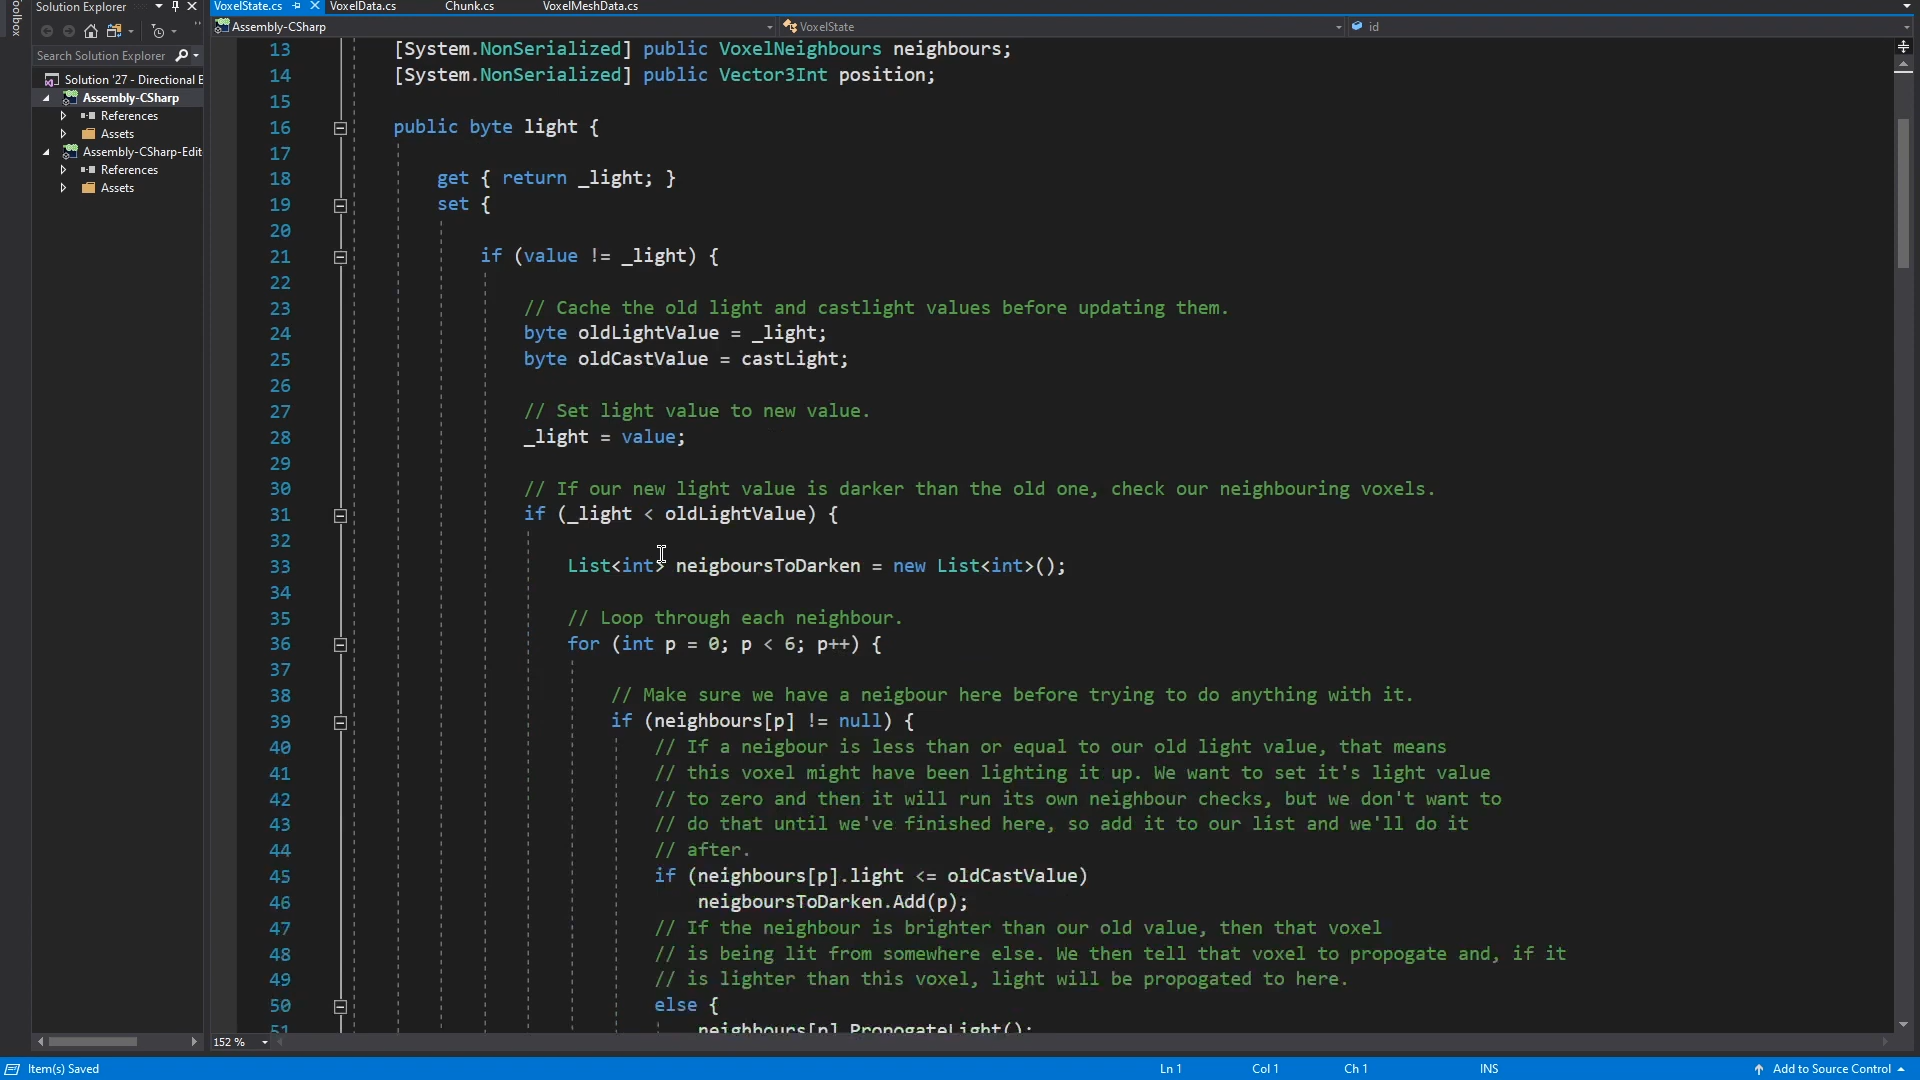 Toolbox
Solution Explorer
VoxelState.cs
VoxelData.cs
Chunk.cs
VoxelMeshData.cs
Assembly-CSharp
VoxelState
id
Search Solution Explorer
Solution '27 - Directional B
Assembly-CSharp
References
Assets
Assembly-CSharp-Edit
References
Assets
13 [System.NonSerialized] public VoxelNeighbours neighbours;
14 [System.NonSerialized] public Vector3Int position;
15
16 public byte light {
17
18 get { return _light; }
19 set {
20
21 if (value != _light) {
22
23 // Cache the old light and castlight values before updating them.
24 byte oldLightValue = _light;
25 byte oldCastValue = castLight;
26
27 // Set light value to new value.
28 _light = value;
29
30 // If our new light value is darker than the old one, check our neighbouring voxels.
31 if (_light < oldLightValue) {
32
33 List<int> neigboursToDarken = new List<int>();
34
35 // Loop through each neighbour.
36 for (int p = 0; p < 6; p++) {
37
38 // Make sure we have a neigbour here before trying to do anything with it.
39 if (neighbours[p] != null) {
40 // If a neigbour is less than or equal to our old light value, that means
41 // this voxel might have been lighting it up. We want to set it's light value
42 // to zero and then it will run its own neighbour checks, but we don't want to
43 // do that until we've finished here, so add it to our list and we'll do it
44 // after.
45 if (neighbours[p].light <= oldCastValue)
46 neigboursToDarken.Add(p);
47 // If the neighbour is brighter than our old value, then that voxel
48 // is being lit from somewhere else. We then tell that voxel to propogate and, if it
49 // is lighter than this voxel, light will be propogated to here.
50 else {
51 neighbours[p].PropogateLight();
152 %
Item(s) Saved
Ln 1
Col 1
Ch 1
INS
Add to Source Control